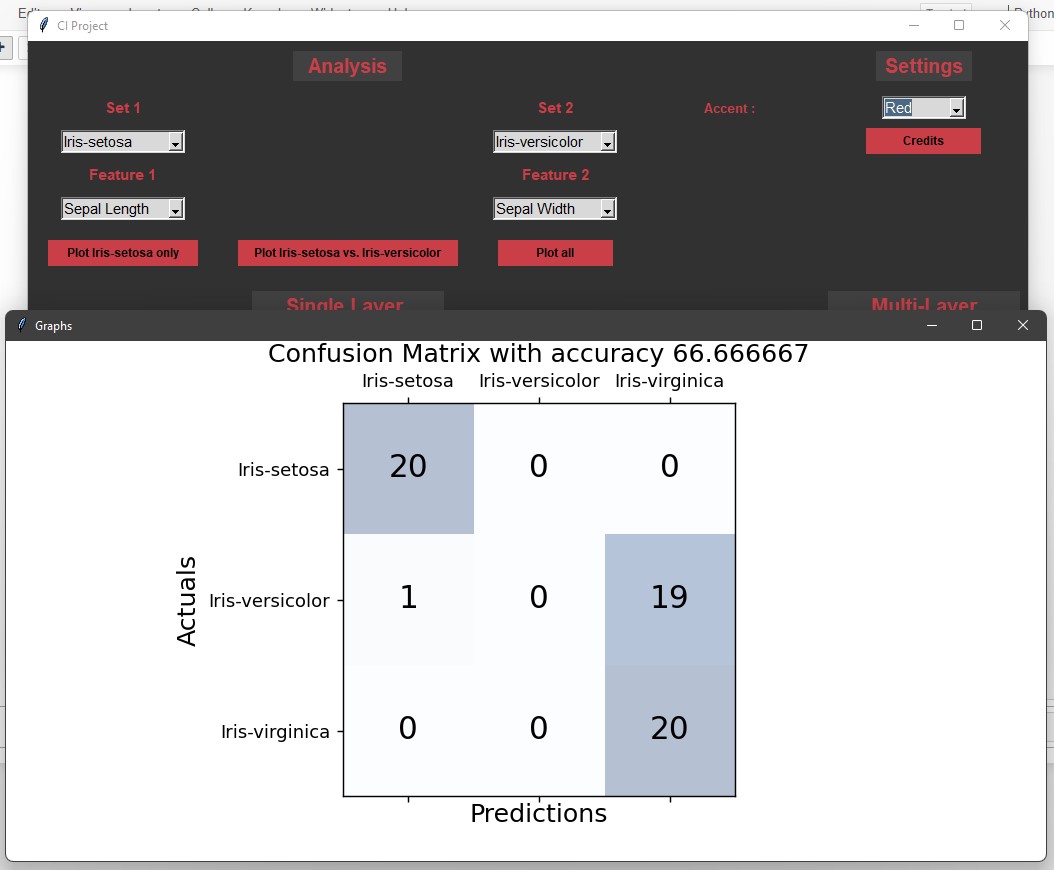 CI Project
Analysis
Settings
Set 1
Set 2
Accent :
Red
Iris-setosa
Iris-versicolor
Credits
Feature 1
Feature 2
Sepal Length
Sepal Width
Plot Iris-setosa only
Plot Iris-setosa vs. Iris-versicolor
Plot all
Single Layer
Multi-Layer
Graphs
Confusion Matrix with accuracy 66.666667
Iris-setosa Iris-versicolor Iris-virginica
Iris-setosa 20 0 0
Actuals
Iris-versicolor 1 0 19
Iris-virginica 0 0 20
Predictions